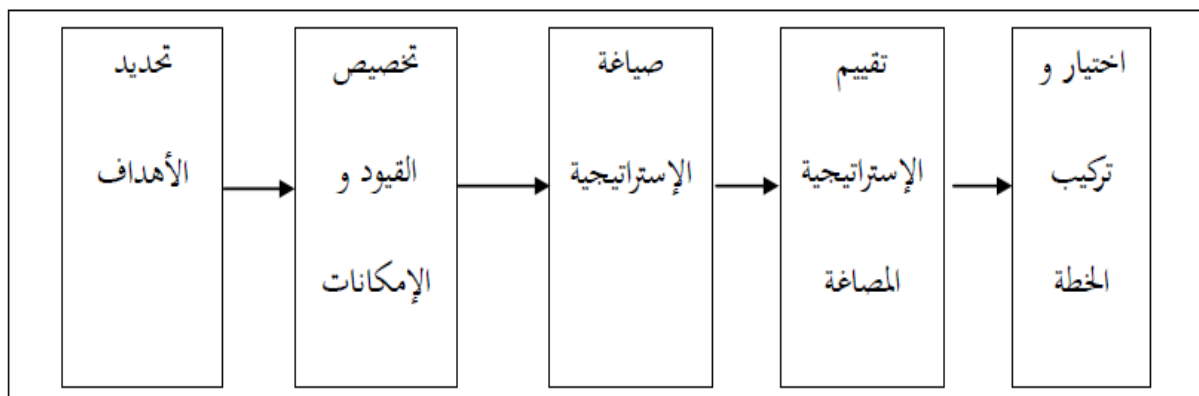 تحديد
الأهداف
تخصيص
القيود و
الإمكانات
صياغة
الإستراتيجية
تقييم
الإستراتيجية
المصاغة
اختيار و
تركيب
الخطة